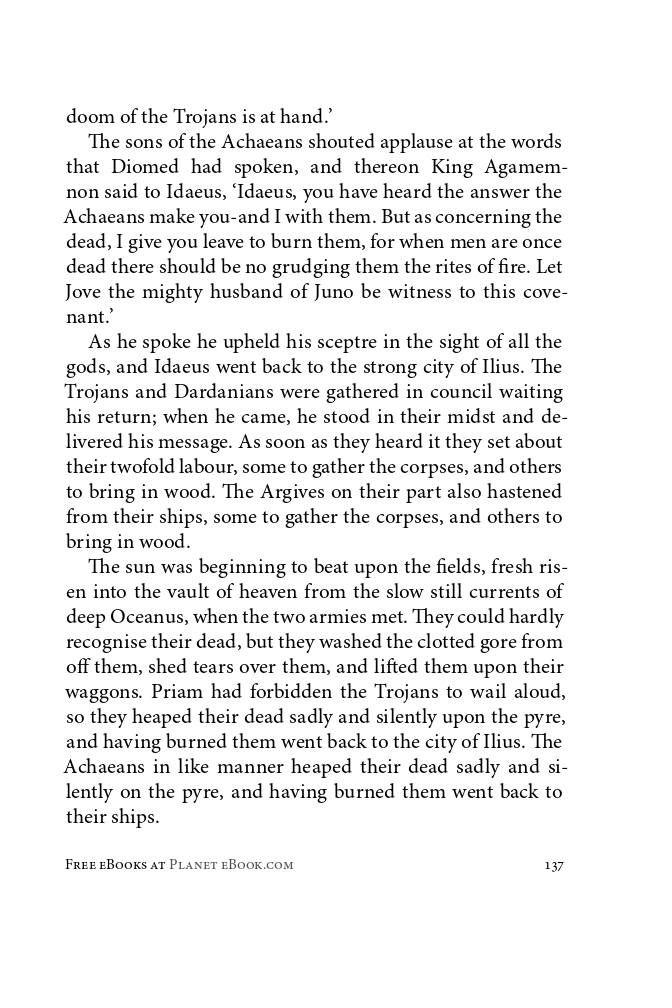 doom of the Trojans is at hand.’
The sons of the Achaeans shouted applause at the words
that Diomed had spoken, and thereon King Agamem-
non said to Idaeus, ‘Idaeus, you have heard the answer the
Achaeans make you-and I with them. But as concerning the
dead, I give you leave to burn them, for when men are once
dead there should be no grudging them the rites of fire. Let
Jove the mighty husband of Juno be witness to this cove-
nant.’
As he spoke he upheld his sceptre in the sight of all the
gods, and Idaeus went back to the strong city of Ilius. The
Trojans and Dardanians were gathered in council waiting
his return; when he came, he stood in their midst and de-
livered his message. As soon as they heard it they set about
their twofold labour, some to gather the corpses, and others
to bring in wood. The Argives on their part also hastened
from their ships, some to gather the corpses, and others to
bring in wood.
The sun was beginning to beat upon the fields, fresh ris-
en into the vault of heaven from the slow still currents of
deep Oceanus, when the two armies met. They could hardly
recognise their dead, but they washed the clotted gore from
off them, shed tears over them, and lifted them upon their
waggons. Priam had forbidden the Trojans to wail aloud,
so they heaped their dead sadly and silently upon the pyre,
and having burned them went back to the city of Ilius. The
Achaeans in like manner heaped their dead sadly and si-
lently on the pyre, and having burned them went back to
their ships.
Free eBooks at Planet eBook.com 137